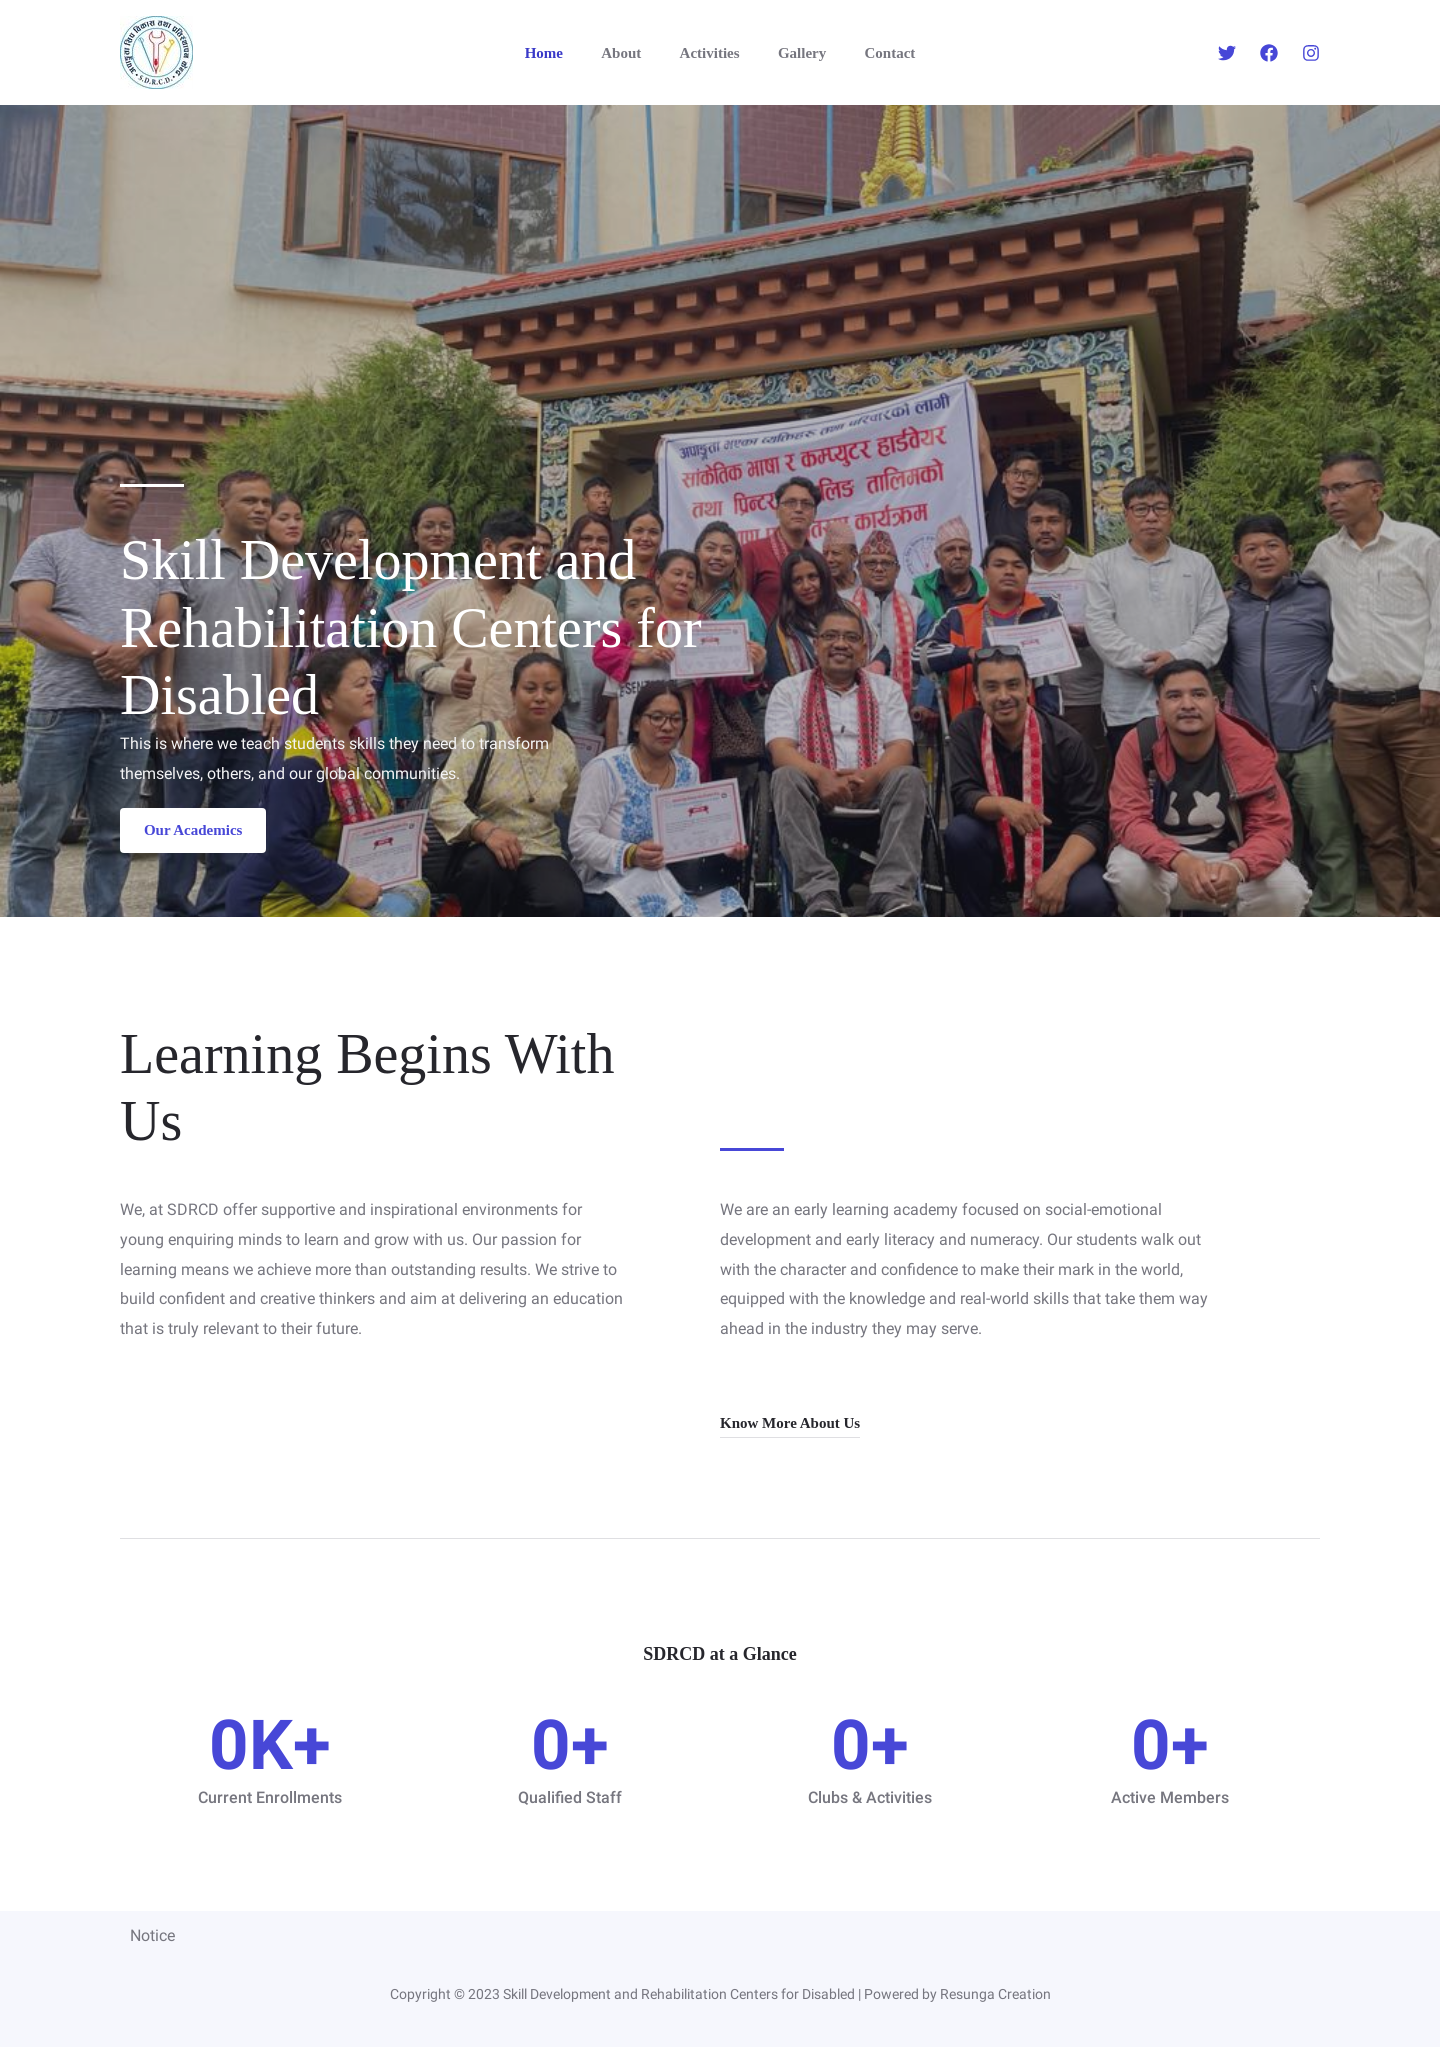 S.D.R.C.D.
Home
About
Activities
Gallery
Contact
अपाङ्गता भएका व्यक्तिहरु तथा परिवारको लागी
सांकेतिक भाषा र कम्प्युटर हार्डवेयर
तथा प्रिन्टर
लिङ तालिमको
कार्यक्रम
Skill Development and
Rehabilitation Centers for
Disabled
This is where we teach students skills they need to transform
themselves, others, and our global communities.
Our Academics
Learning Begins With
Us
We, at SDRCD offer supportive and inspirational environments for
young enquiring minds to learn and grow with us. Our passion for
learning means we achieve more than outstanding results. We strive to
build confident and creative thinkers and aim at delivering an education
that is truly relevant to their future.
We are an early learning academy focused on social-emotional
development and early literacy and numeracy. Our students walk out
with the character and confidence to make their mark in the world,
equipped with the knowledge and real-world skills that take them way
ahead in the industry they may serve.
Know More About Us
SDRCD at a Glance
0K+
Current Enrollments
0+
Qualified Staff
0+
Clubs & Activities
0+
Active Members
Notice
Copyright © 2023 Skill Development and Rehabilitation Centers for Disabled | Powered by Resunga Creation